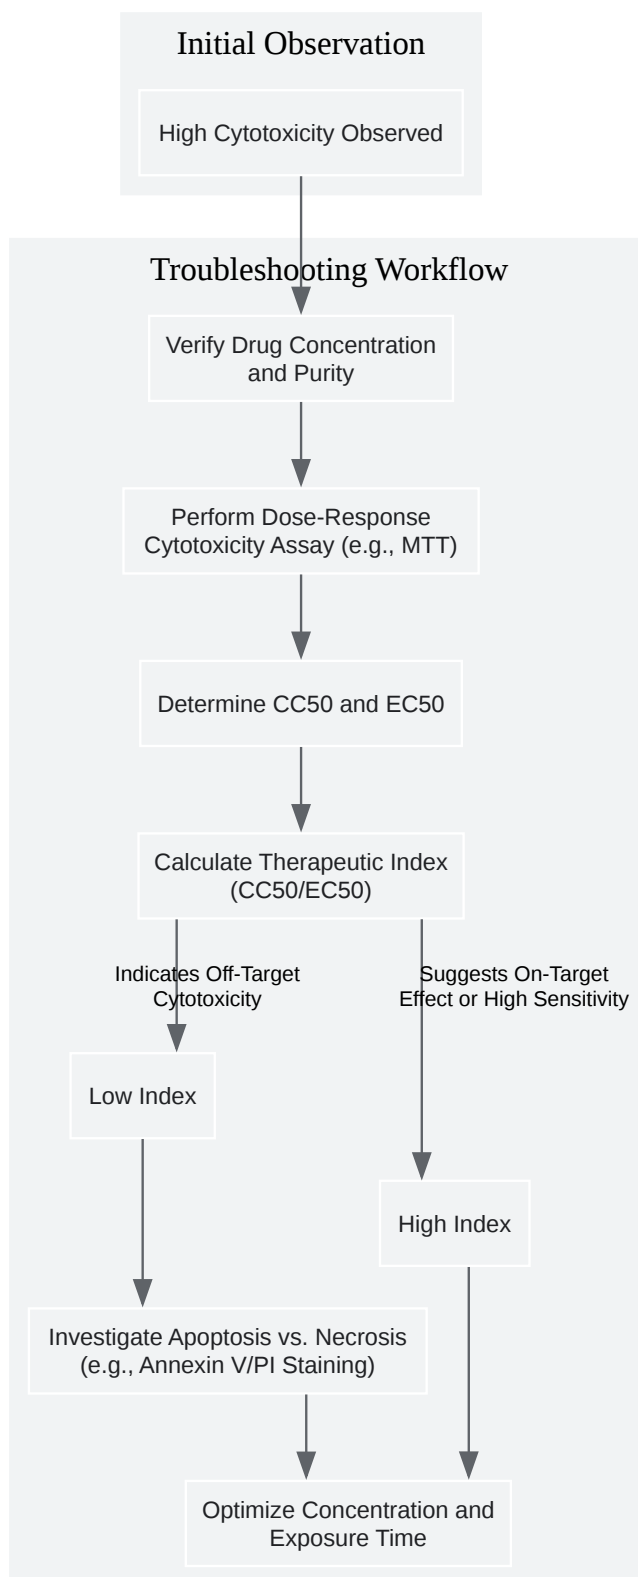 Initial Observation
High Cytotoxicity Observed
Troubleshooting Workflow
Verify Drug Concentration
and Purity
Perform Dose-Response
Cytotoxicity Assay (e.g., MTT)
Determine CC50 and EC50
Calculate Therapeutic Index
(CC50/EC50)
Indicates Off-Target
Cytotoxicity
Suggests On-Target
Effect or High Sensitivity
Low Index
High Index
Investigate Apoptosis vs. Necrosis
(e.g., Annexin V/PI Staining)
Optimize Concentration and
Exposure Time